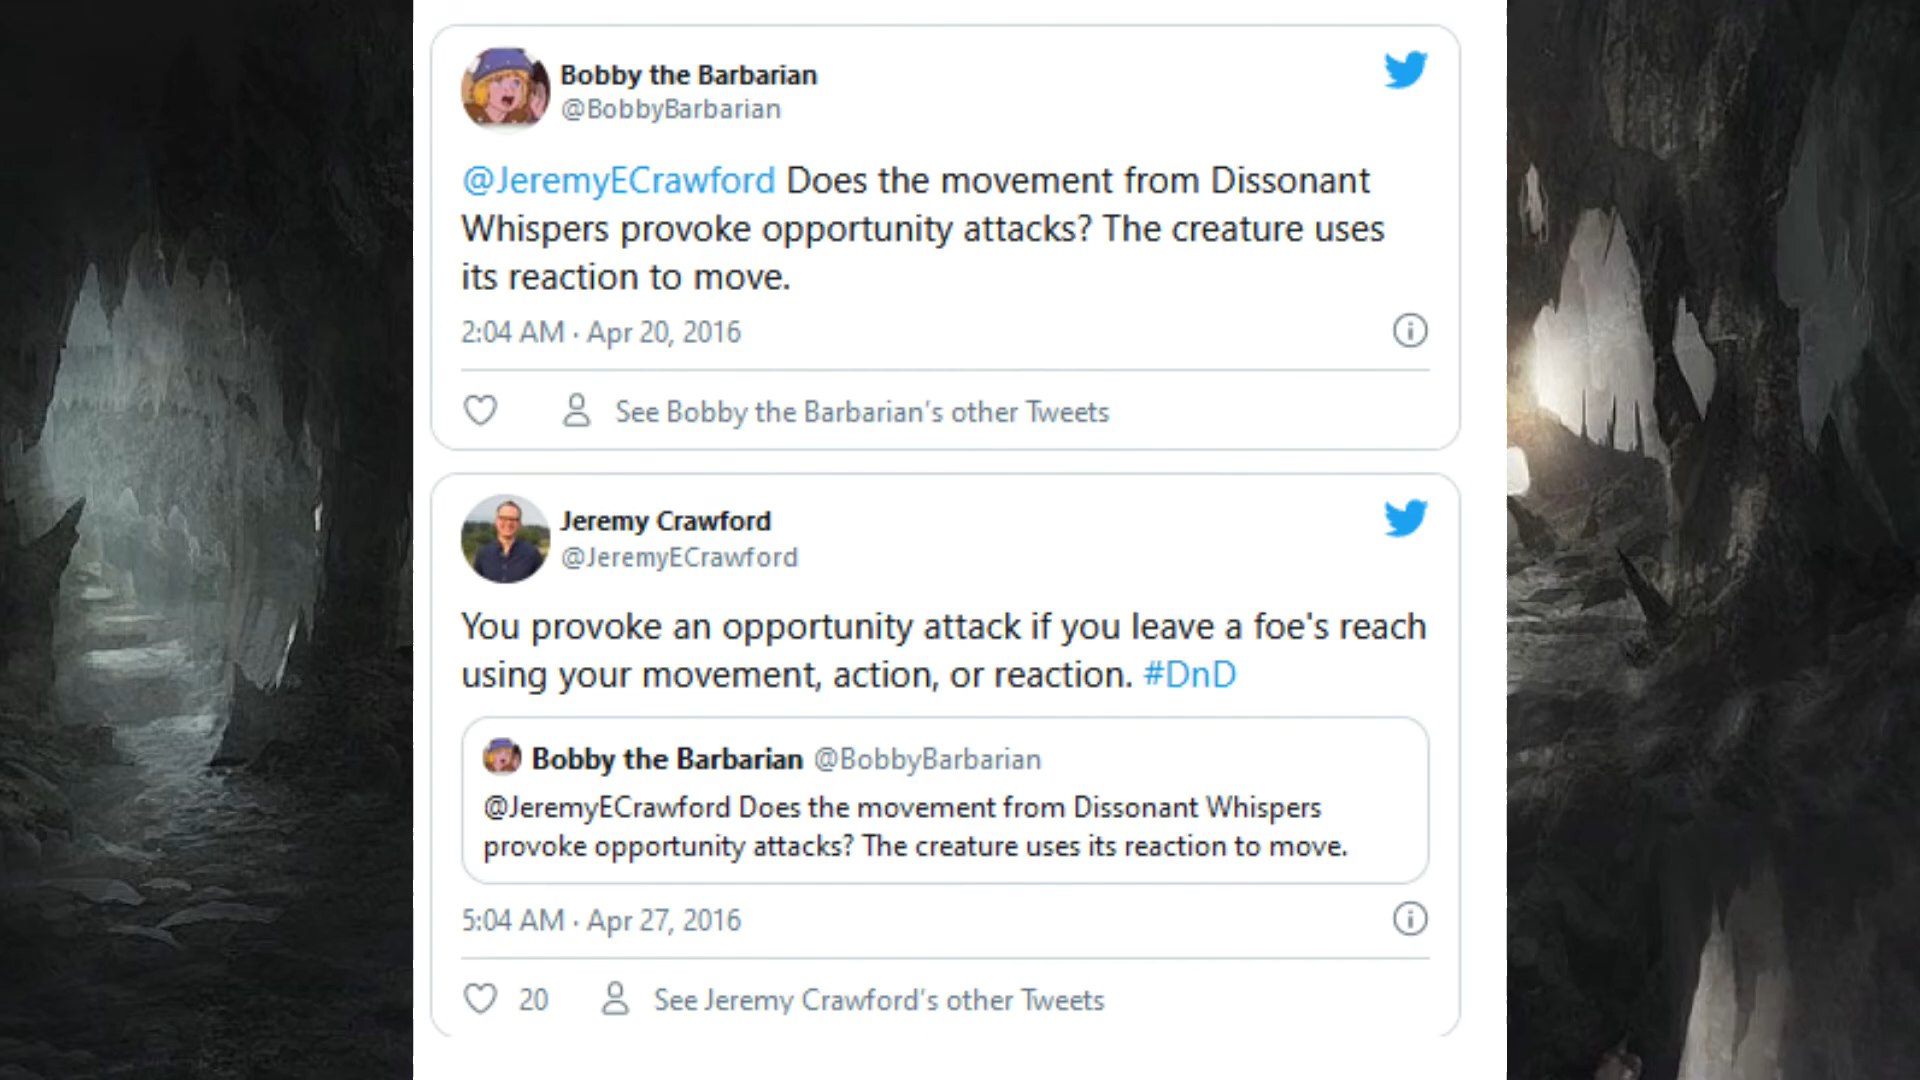 Bobby the Barbarian
@BobbyBarbarian
@JeremyECrawford Does the movement from Dissonant
Whispers provoke opportunity attacks? The creature uses
its reaction to move.
2:04 AM · Apr 20, 2016
See Bobby the Barbarian's other Tweets
Jeremy Crawford
@JeremyECrawford
You provoke an opportunity attack if you leave a foe's reach
using your movement, action, or reaction. #DnD
Bobby the Barbarian @BobbyBarbarian
@JeremyECrawford Does the movement from Dissonant Whispers
provoke opportunity attacks? The creature uses its reaction to move.
5:04 AM · Apr 27, 2016
20 See Jeremy Crawford's other Tweets